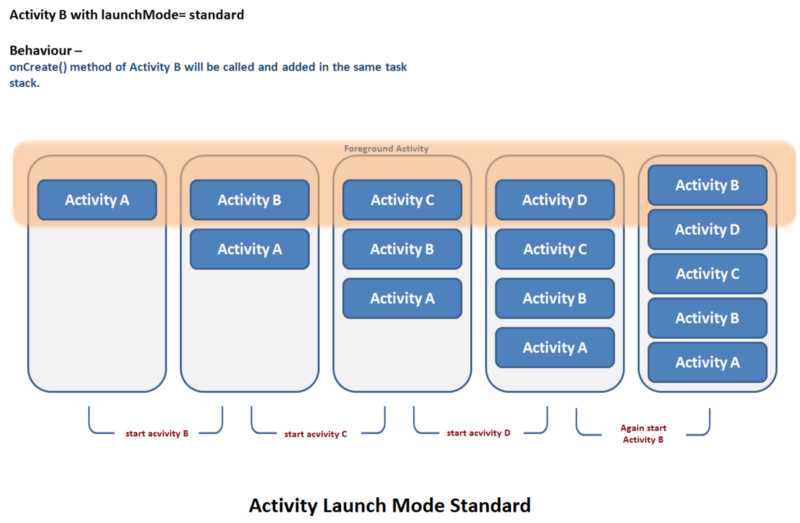 Activity B with launchMode= standard
Behaviour –
onCreate() method of Activity B will be called and added in the same task
stack.
Foreground Activity
Activity A
Activity B
Activity A
Activity C
Activity B
Activity A
Activity D
Activity C
Activity B
Activity A
Activity B
Activity D
Activity C
Activity B
Activity A
start acvivity B
start acvivity C
start acvivity D
Again start
Activity B
Activity Launch Mode Standard